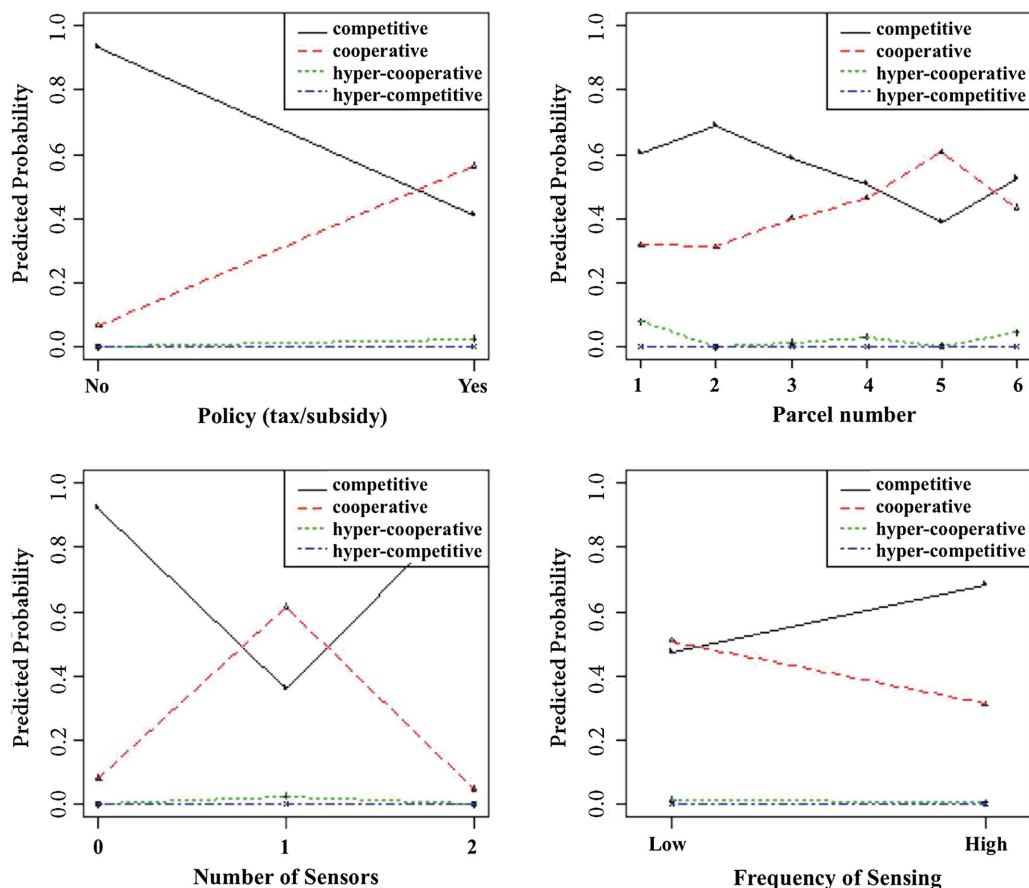 Predicted Probability
1.0
0.8
0.6
0.4
0.2
0.0
competitive
cooperative
hyper-cooperative
hyper-competitive
No Yes
Policy (tax/subsidy)
Predicted Probability
1.0
0.8
0.6
0.4
0.2
0.0
competitive
cooperative
hyper-cooperative
hyper-competitive
1 2 3 4 5 6
Parcel number
Predicted Probability
1.0
0.8
0.6
0.4
0.2
0.0
competitive
cooperative
hyper-cooperative
hyper-competitive
0 1 2
Number of Sensors
Predicted Probability
1.0
0.8
0.6
0.4
0.2
0.0
competitive
cooperative
hyper-cooperative
hyper-competitive
Low High
Frequency of Sensing